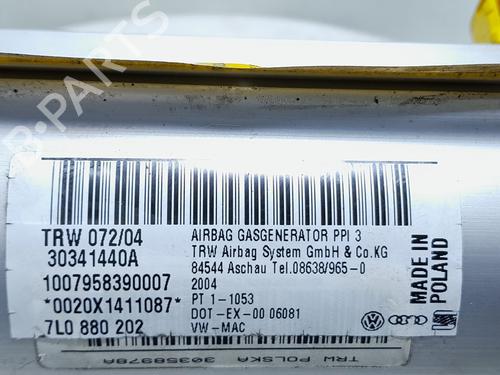 B-PARTS
TRW 072/04
30341440A
1007958390007
*0020X1411087*
7L0 880 202
AIRBAG GASGENERATOR PPI 3
TRW Airbag System GmbH & Co.KG
84544 Aschau Tel.08638/965-0
2004
PT 1-1053
DOT-EX-00 06081
VW-MAC
MADE IN
POLAND
TRW POLSKA 30358978A